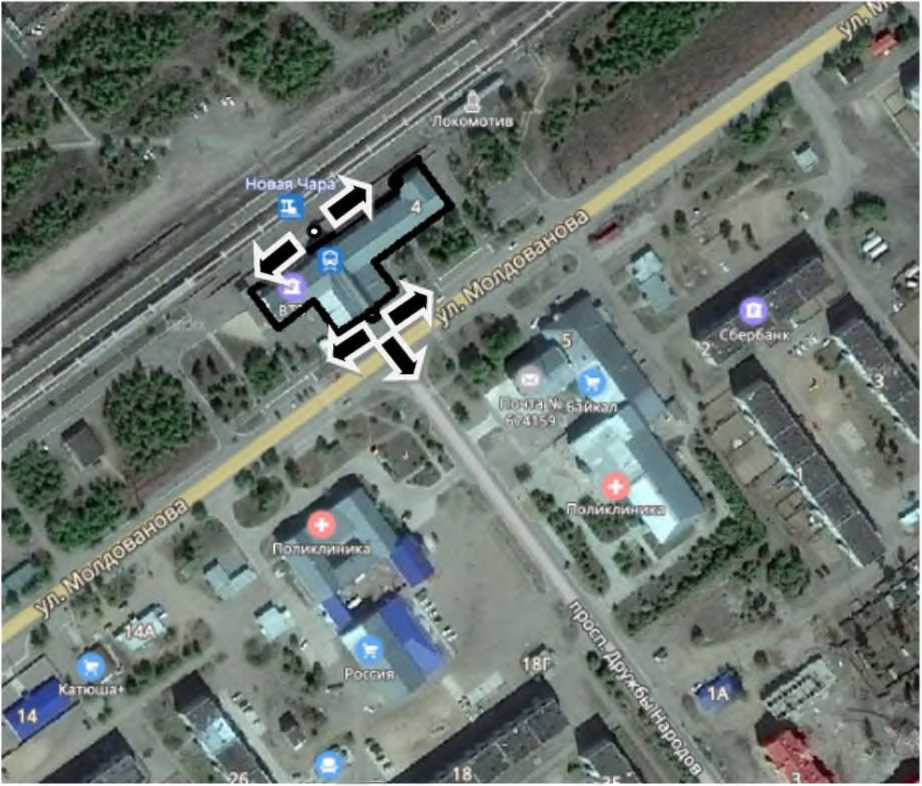 ул. М
Локомотив
Новая Чара
4
ВТ
ул. Молдованова
5
Сбербанк
2
3
Почта №
674159
Байкал
1
Поликлиника
Поликлиника
ул. Молдованова
просп. Дружбы Народов
14А
Россия
18Г
Катюша+
1А
14
26
18
3